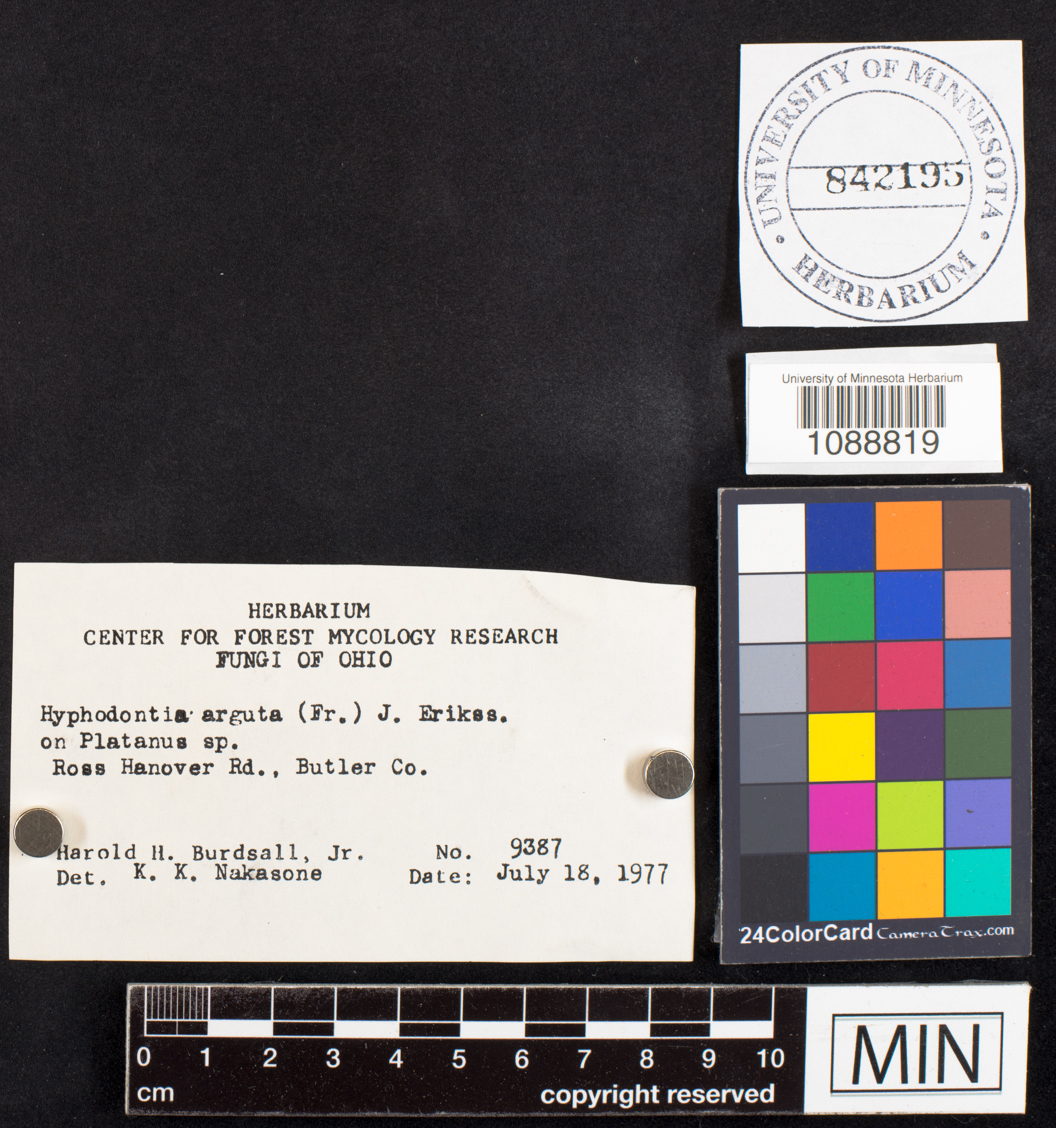 UNIVERSITY OF MINNESOTA
842195
HERBARIUM
University of Minnesota Herbarium
1088819
HERBARIUM
CENTER FOR FOREST MYCOLOGY RESEARCH
FUNGI OF OHIO
Hyphodontia arguta (Fr.) J. Erikss.
on Platanus sp.
Ross Hanover Rd., Butler Co.
Harold H. Burdsall, Jr. No. 9387
Det. K. K. Nakasone Date: July 18, 1977
24ColorCard CameraTrax.com
0 1 2 3 4 5 6 7 8 9 10
cm copyright reserved
MIN